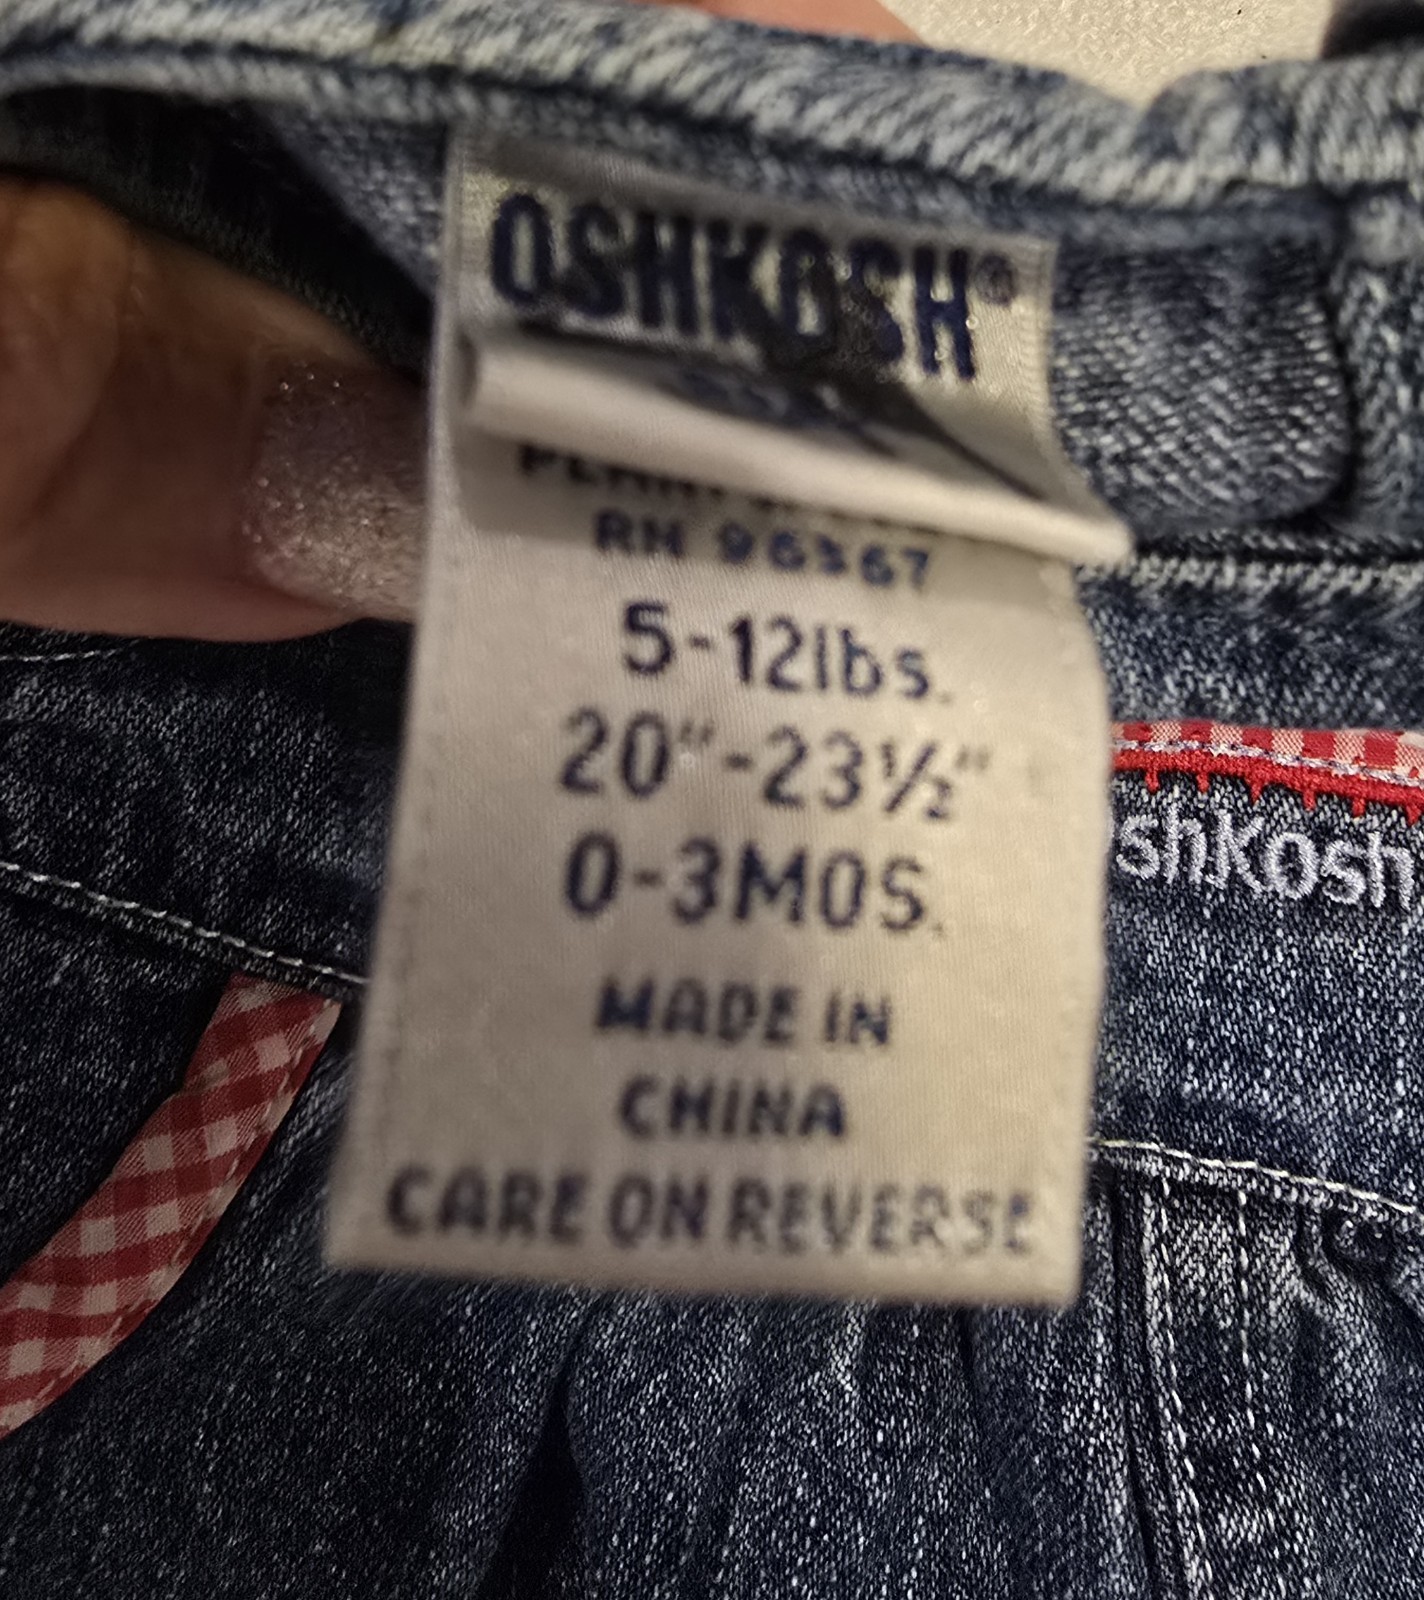 OSHKOSH®
RN 96367
5-12lbs.
20"-23½"
0-3MOS.
MADE IN
CHINA
CARE ON REVERSE
shkosh